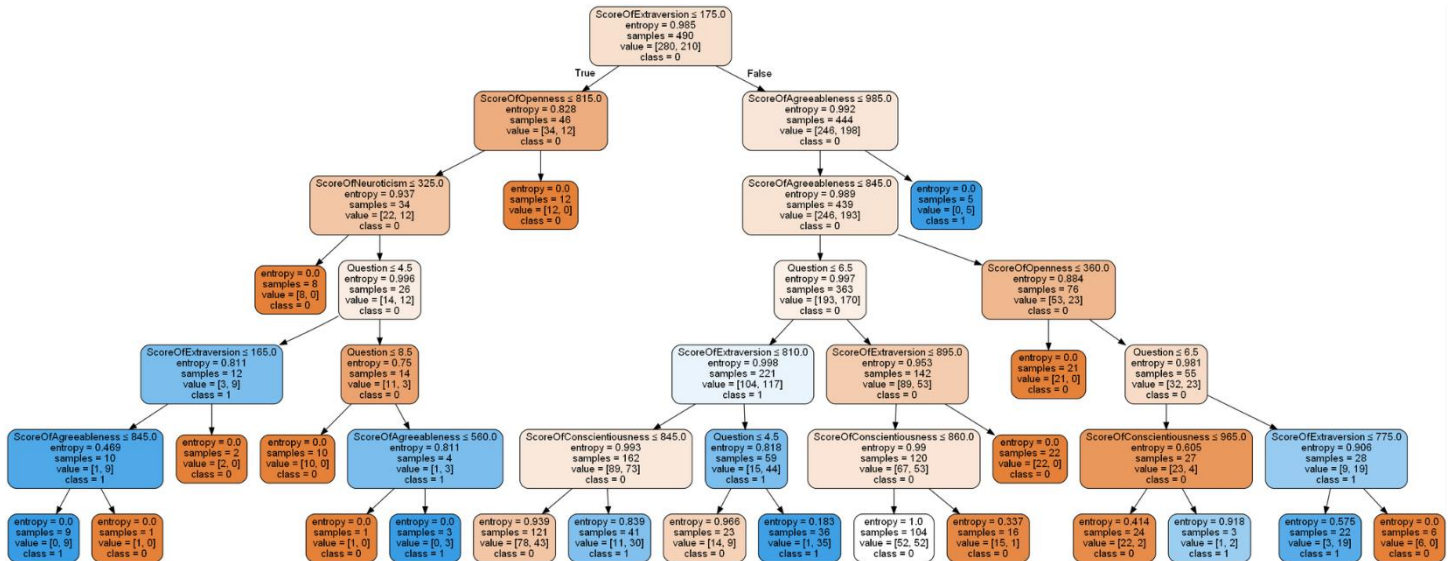 ScoreOfExtraversion ≤ 175.0
entropy = 0.985
samples = 490
value = [280, 210]
class = 0
True
False
ScoreOfOpenness ≤ 815.0
entropy = 0.828
samples = 46
value = [34, 12]
class = 0
ScoreOfAgreeableness ≤ 985.0
entropy = 0.992
samples = 444
value = [246, 198]
class = 0
ScoreOfNeuroticism ≤ 325.0
entropy = 0.937
samples = 34
value = [22, 12]
class = 0
entropy = 0.0
samples = 12
value = [12, 0]
class = 0
ScoreOfAgreeableness ≤ 845.0
entropy = 0.989
samples = 439
value = [246, 193]
class = 0
entropy = 0.0
samples = 5
value = [0, 5]
class = 1
entropy = 0.0
samples = 8
value = [8, 0]
class = 0
Question ≤ 4.5
entropy = 0.996
samples = 26
value = [14, 12]
class = 0
Question ≤ 6.5
entropy = 0.997
samples = 363
value = [193, 170]
class = 0
ScoreOfOpenness ≤ 360.0
entropy = 0.884
samples = 76
value = [53, 23]
class = 0
ScoreOfExtraversion ≤ 165.0
entropy = 0.811
samples = 12
value = [3, 9]
class = 1
Question ≤ 8.5
entropy = 0.75
samples = 14
value = [11, 3]
class = 0
ScoreOfExtraversion ≤ 810.0
entropy = 0.998
samples = 221
value = [104, 117]
class = 1
ScoreOfExtraversion ≤ 895.0
entropy = 0.953
samples = 142
value = [89, 53]
class = 0
entropy = 0.0
samples = 21
value = [21, 0]
class = 0
Question ≤ 6.5
entropy = 0.981
samples = 55
value = [32, 23]
class = 0
ScoreOfAgreeableness ≤ 845.0
entropy = 0.469
samples = 10
value = [1, 9]
class = 1
entropy = 0.0
samples = 2
value = [2, 0]
class = 0
entropy = 0.0
samples = 10
value = [10, 0]
class = 0
ScoreOfAgreeableness ≤ 560.0
entropy = 0.811
samples = 4
value = [1, 3]
class = 1
ScoreOfConscientiousness ≤ 845.0
entropy = 0.993
samples = 162
value = [89, 73]
class = 0
Question ≤ 4.5
entropy = 0.818
samples = 59
value = [15, 44]
class = 1
ScoreOfConscientiousness ≤ 860.0
entropy = 0.99
samples = 120
value = [67, 53]
class = 0
entropy = 0.0
samples = 22
value = [22, 0]
class = 0
ScoreOfConscientiousness ≤ 965.0
entropy = 0.605
samples = 27
value = [23, 4]
class = 0
ScoreOfExtraversion ≤ 775.0
entropy = 0.906
samples = 28
value = [9, 19]
class = 1
entropy = 0.0
samples = 9
value = [0, 9]
class = 1
entropy = 0.0
samples = 1
value = [1, 0]
class = 0
entropy = 0.0
samples = 1
value = [1, 0]
class = 0
entropy = 0.0
samples = 3
value = [0, 3]
class = 1
entropy = 0.939
samples = 121
value = [78, 43]
class = 0
entropy = 0.839
samples = 41
value = [11, 30]
class = 1
entropy = 0.966
samples = 23
value = [14, 9]
class = 0
entropy = 0.183
samples = 36
value = [1, 35]
class = 1
entropy = 1.0
samples = 104
value = [52, 52]
class = 0
entropy = 0.337
samples = 16
value = [15, 1]
class = 0
entropy = 0.414
samples = 24
value = [22, 2]
class = 0
entropy = 0.918
samples = 3
value = [1, 2]
class = 1
entropy = 0.575
samples = 22
value = [3, 19]
class = 1
entropy = 0.0
samples = 6
value = [6, 0]
class = 0